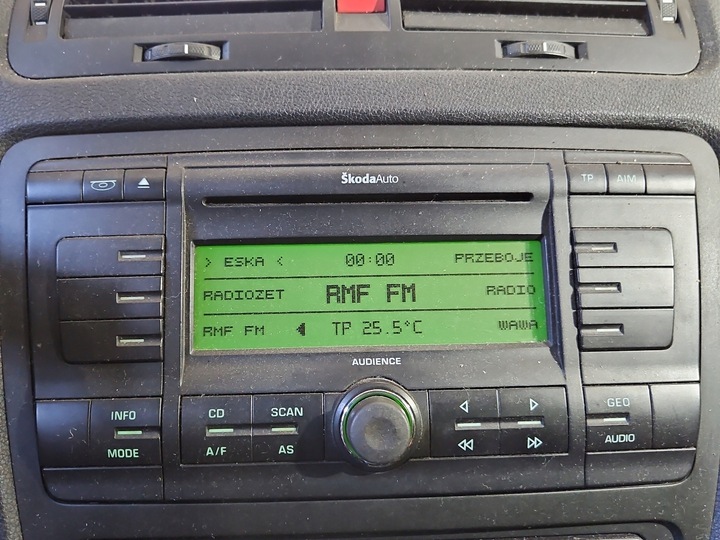 ŠkodaAuto
TP AIM
> ESKA < 00:00 PRZEBOJE
RADIOZET RMF FM RADIO
RMF FM TP 25.5°C WAWA
AUDIENCE
INFO CD SCAN GEO
MODE A/F AS AUDIO